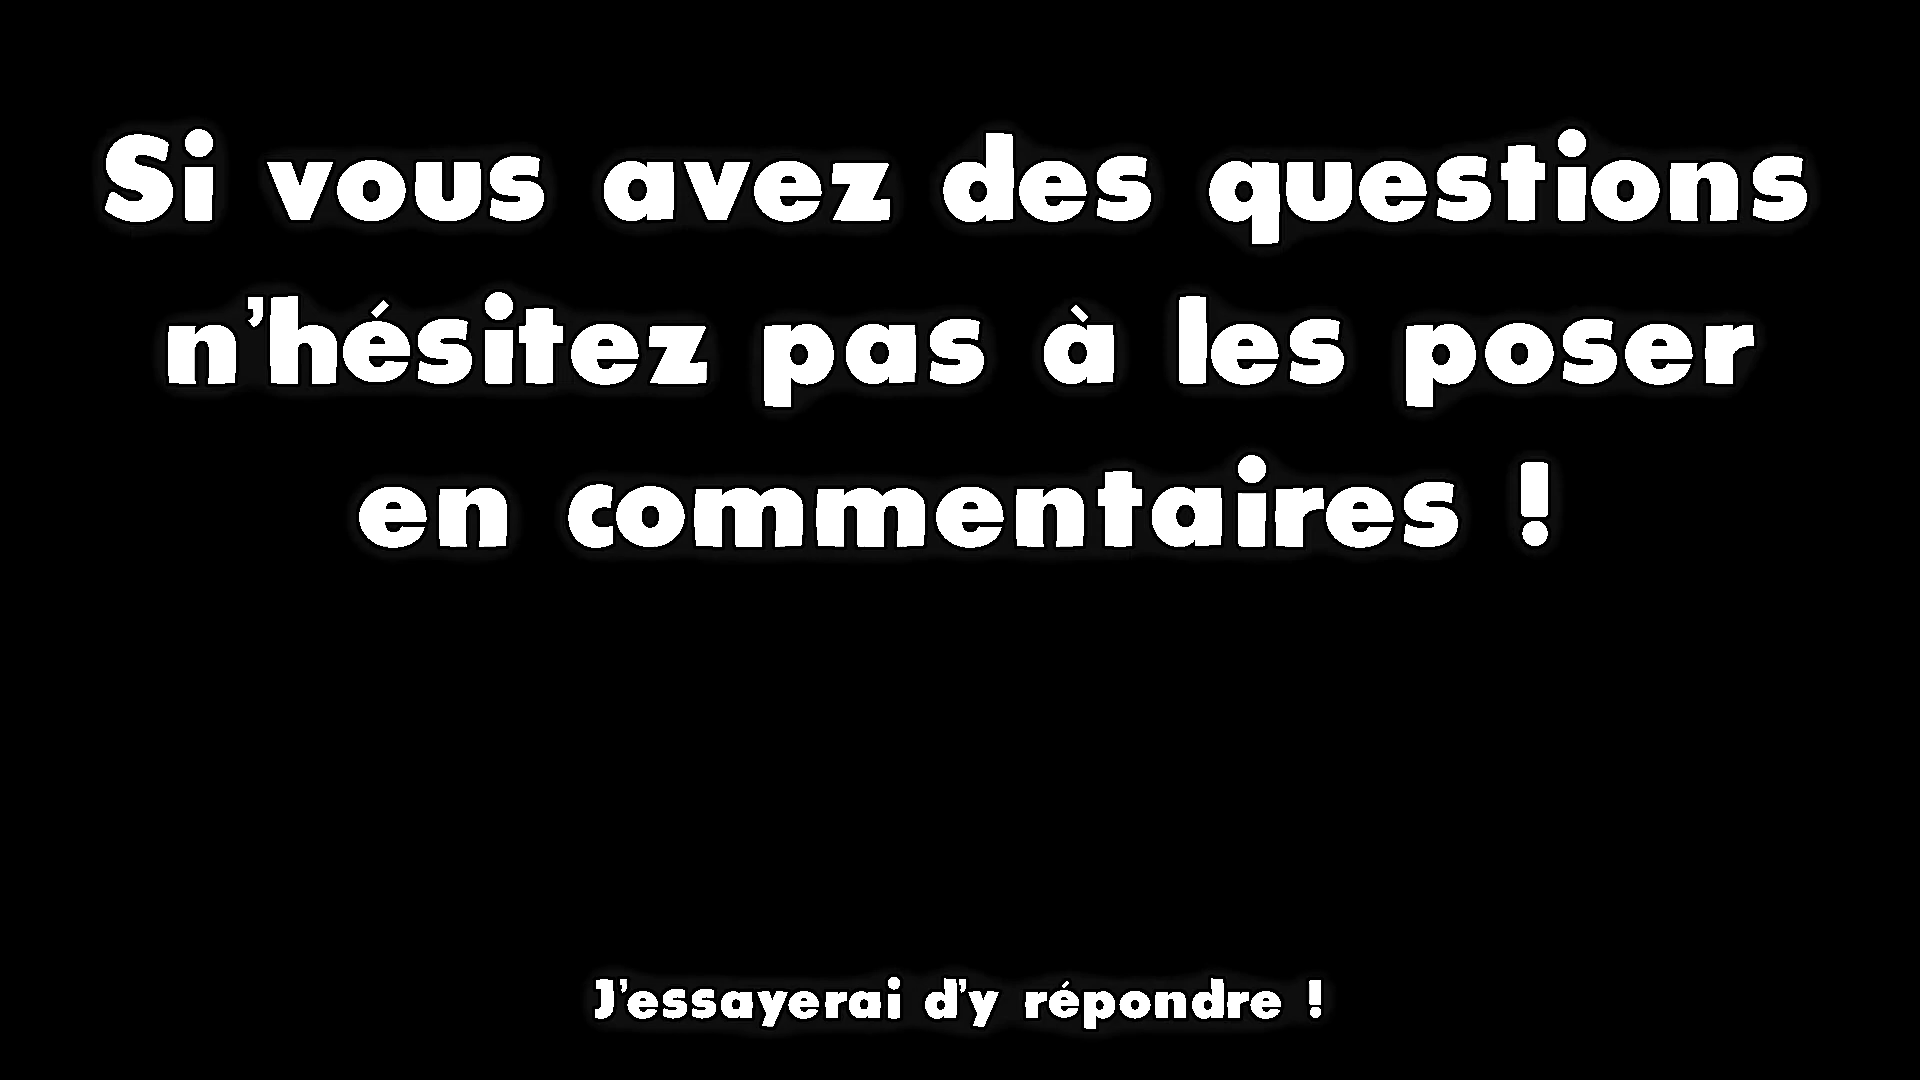 Si vous avez des questions
n'hésitez pas à les poser
en commentaires !
J'essayerai d'y répondre !